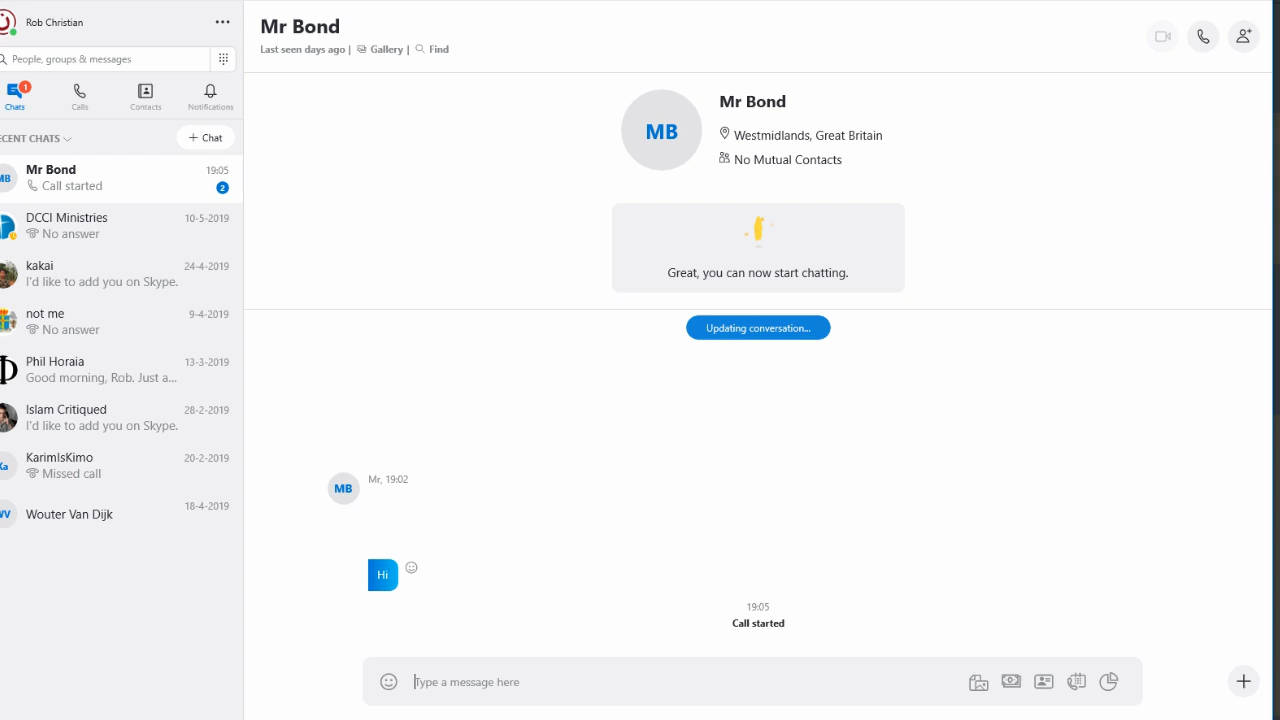 Rob Christian
People, groups & messages
1
Chats
Calls
Contacts
Notifications
ECENT CHATS
+ Chat
MB
Mr Bond
19:05
Call started
2
DCCI Ministries
10-5-2019
No answer
kakai
24-4-2019
I'd like to add you on Skype.
not me
9-4-2019
No answer
Phil Horaia
13-3-2019
Good morning, Rob. Just a...
Islam Critiqued
28-2-2019
I'd like to add you on Skype.
Ka
KarimIsKimo
20-2-2019
Missed call
WV
Wouter Van Dijk
18-4-2019
Mr Bond
Last seen days ago | Gallery | Find
MB
Mr Bond
Westmidlands, Great Britain
No Mutual Contacts
Great, you can now start chatting.
Updating conversation...
MB
Mr, 19:02
Hi
19:05
Call started
Type a message here